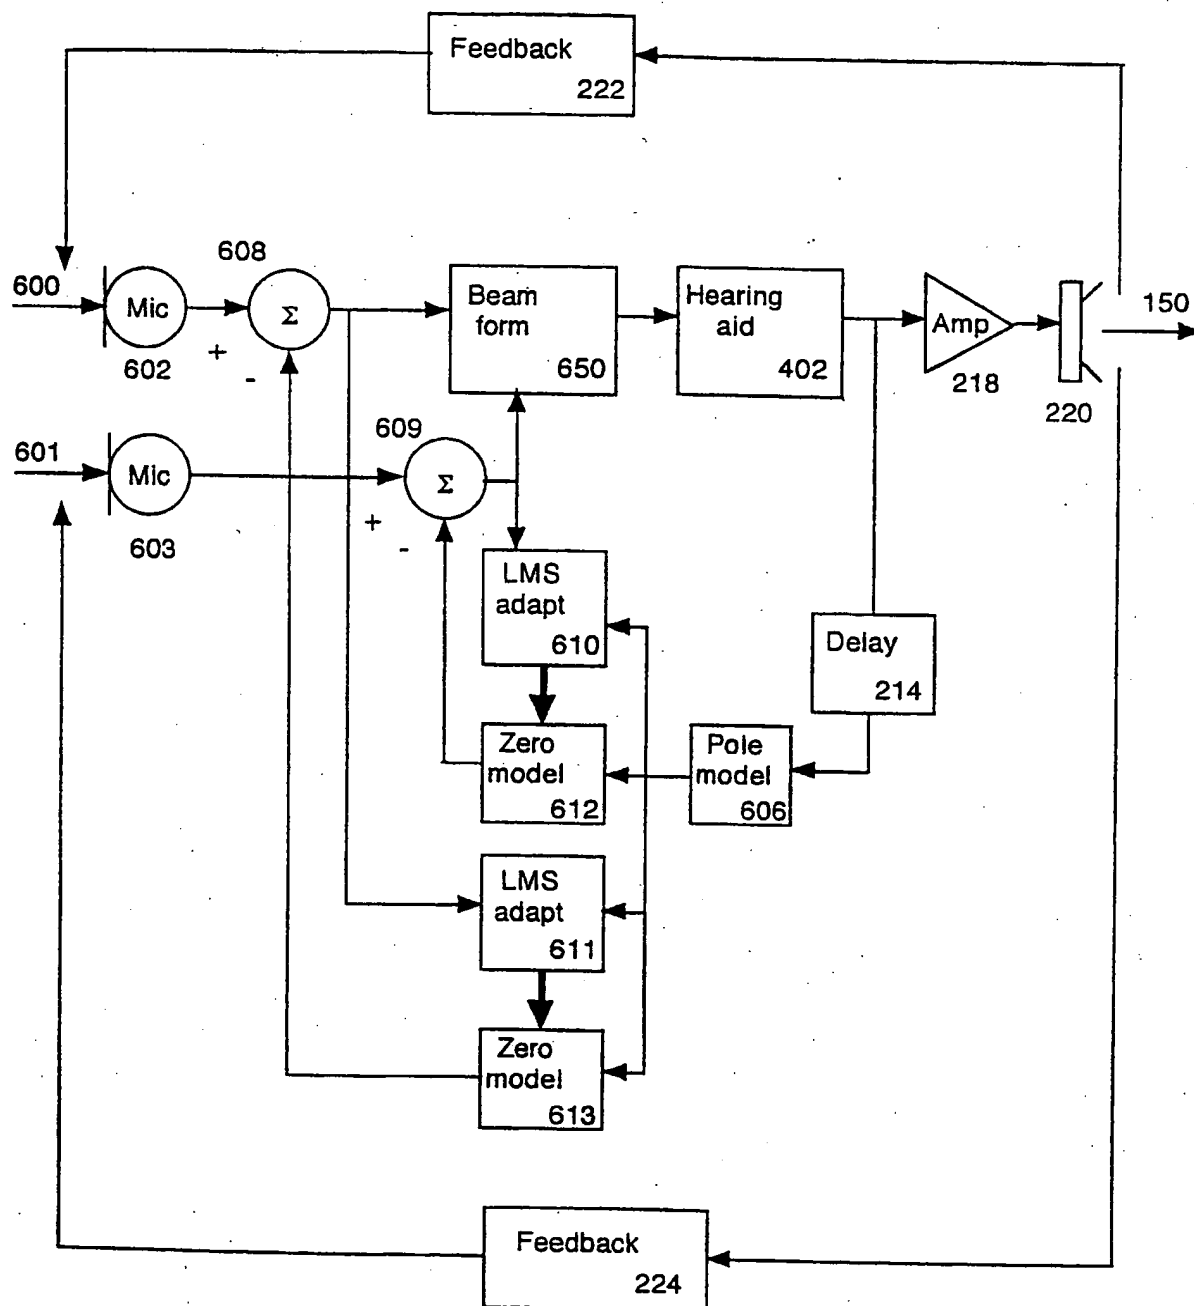 Feedback
222
608
600
Mic
Σ
602
+
-
Beam
form
650
Hearing
aid
402
Amp
218
220
150
601
Mic
603
609
Σ
+
-
LMS
adapt
610
Delay
214
Zero
model
612
Pole
model
606
LMS
adapt
611
Zero
model
613
Feedback
224